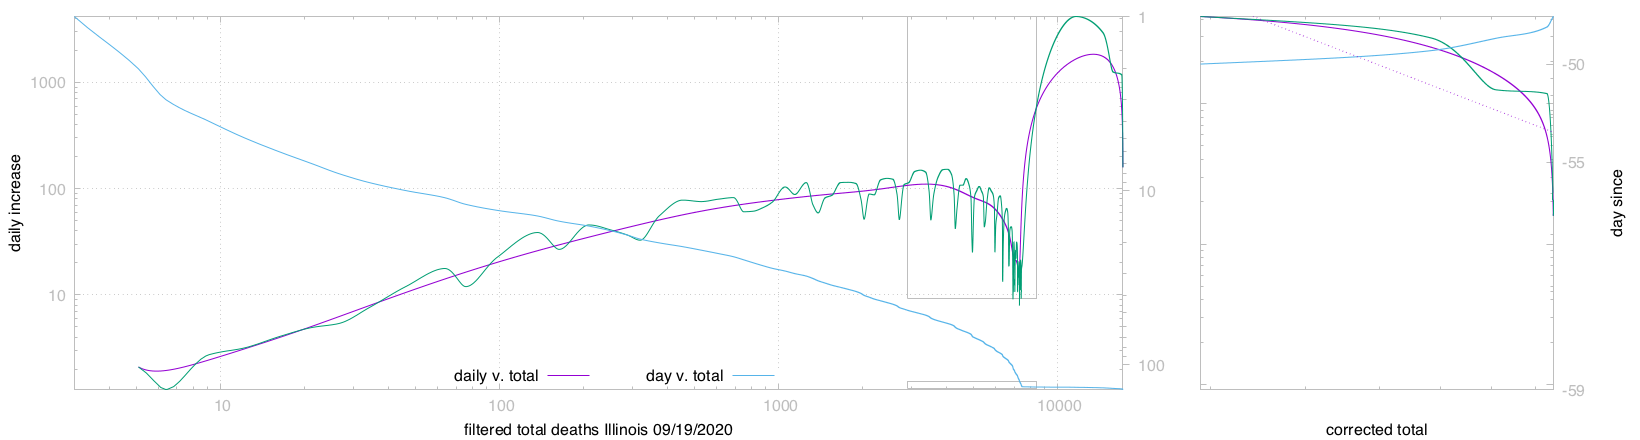 1
1000
-50
daily increase
100
10
-55
day since
10
daily v. total
day v. total
100
-59
10
100
1000
10000
filtered total deaths Illinois 09/19/2020
corrected total